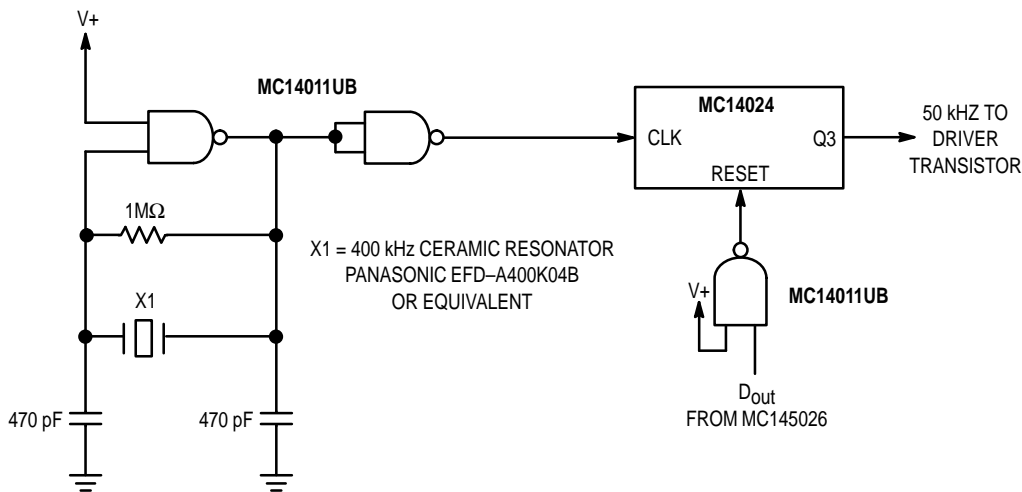 V+
MC14011UB
MC14024
CLK
Q3
RESET
50 kHZ TO
DRIVER
TRANSISTOR
1MΩ
X1 = 400 kHz CERAMIC RESONATOR
PANASONIC EFD–A400K04B
OR EQUIVALENT
X1
V+
MC14011UB
470 pF
470 pF
Dout
FROM MC145026